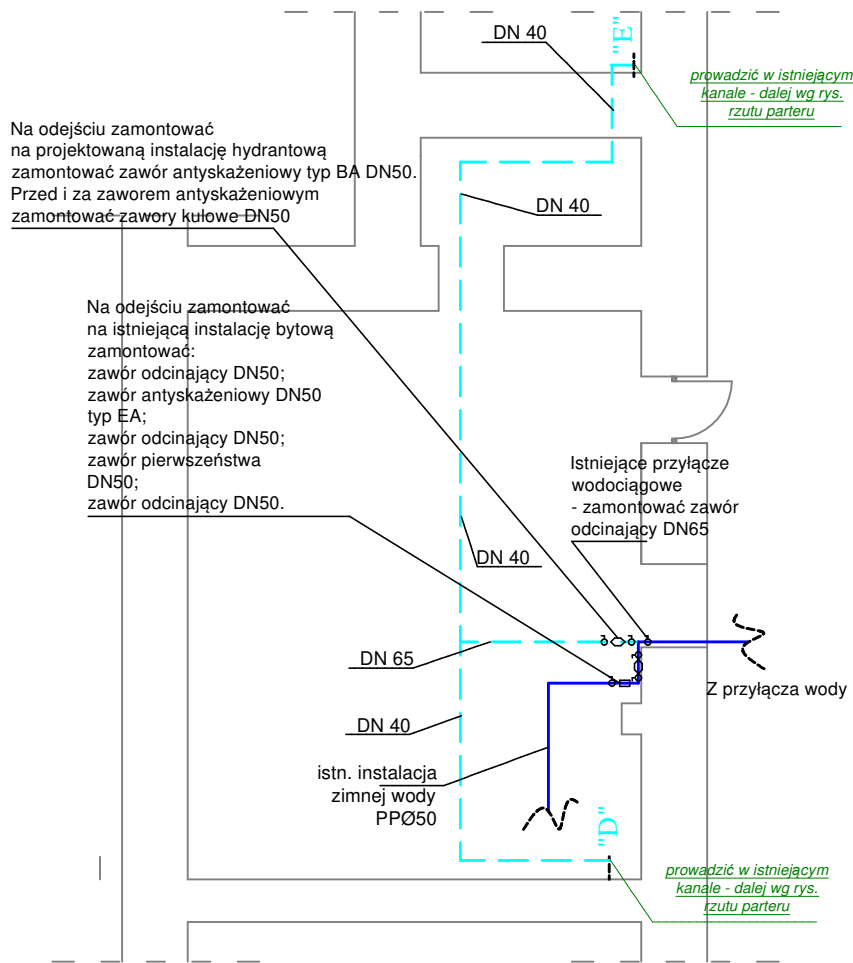 DN 40
"E"
prowadzić w istniejącym
kanale - dalej wg rys.
rzutu parteru
Na odejściu zamontować
na projektowaną instalację hydrantową
zamontować zawór antyskażeniowy typ BA DN50.
Przed i za zaworem antyskażeniowym
zamontować zawory kulowe DN50
DN 40
Na odejściu zamontować
na istniejącą instalację bytową
zamontować:
zawór odcinający DN50;
zawór antyskażeniowy DN50
typ EA;
zawór odcinający DN50;
zawór pierwszeństwa
DN50;
zawór odcinający DN50.
Istniejące przyłącze
wodociągowe
- zamontować zawór
odcinający DN65
DN 40
DN 65
Z przyłącza wody
DN 40
istn. instalacja
zimnej wody
PPØ50
"D"
prowadzić w istniejącym
kanale - dalej wg rys.
rzutu parteru